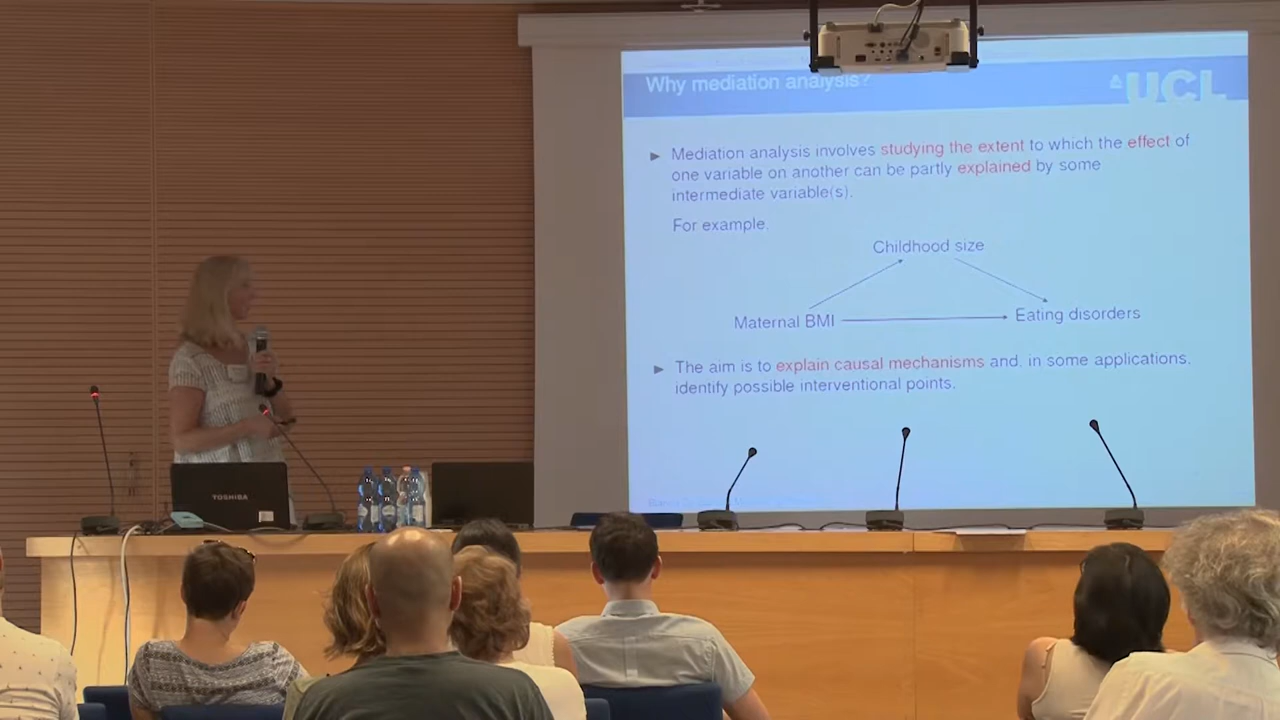 Why mediation analysis?
UCL
Mediation analysis involves studying the extent to which the effect of
one variable on another can be partly explained by some
intermediate variable(s).
For example,
Childhood size
Maternal BMI
Eating disorders
The aim is to explain causal mechanisms and, in some applications,
identify possible interventional points.
TOSHIBA